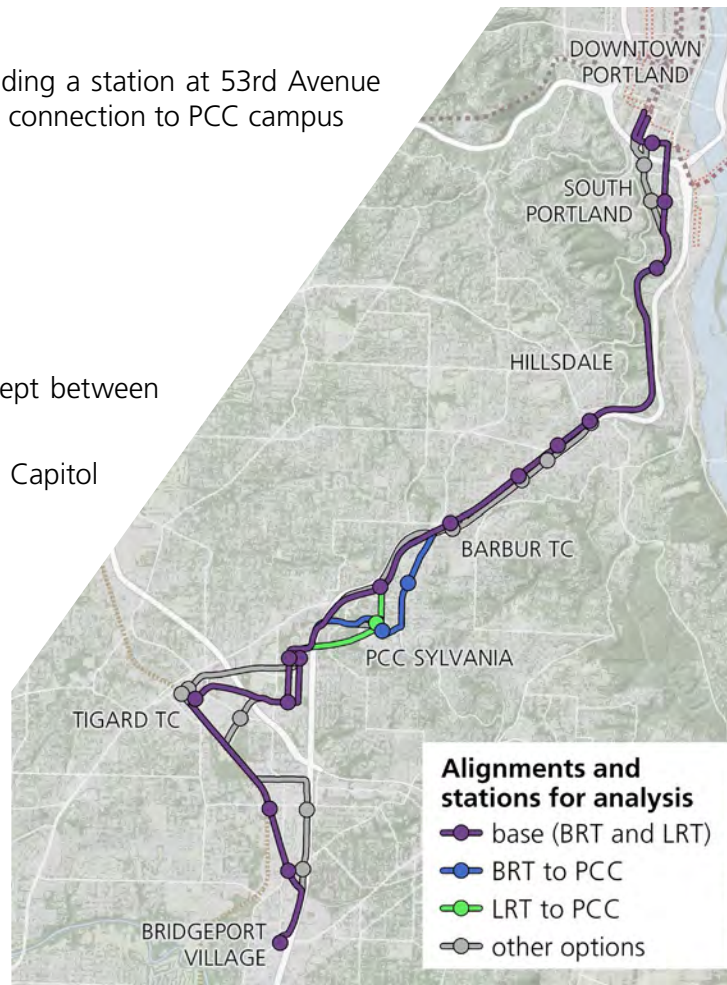 ding a station at 53rd Avenue
connection to PCC campus
ept between
Capitol
DOWNTOWN
PORTLAND
SOUTH
PORTLAND
HILLSDALE
BARBUR TC
PCC SYLVANIA
TIGARD TC
BRIDGEPORT
VILLAGE
Alignments and
stations for analysis
base (BRT and LRT)
BRT to PCC
LRT to PCC
other options